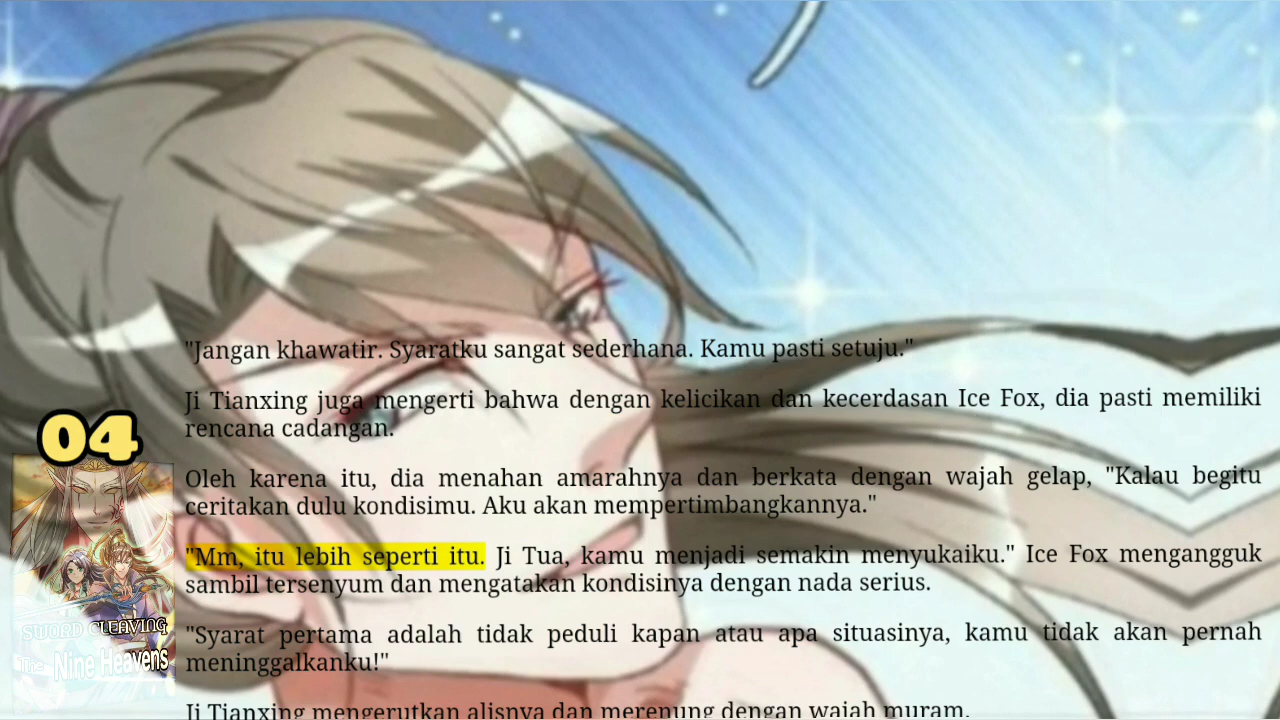 "Jangan khawatir. Syaratku sangat sederhana. Kamu pasti setuju."
Ji Tianxing juga mengerti bahwa dengan kelicikan dan kecerdasan Ice Fox, dia pasti memiliki
rencana cadangan.
Oleh karena itu, dia menahan amarahnya dan berkata dengan wajah gelap, "Kalau begitu
ceritakan dulu kondisimu. Aku akan mempertimbangkannya."
"Mm, itu lebih seperti itu. Ji Tua, kamu menjadi semakin menyukaiku." Ice Fox mengangguk
sambil tersenyum dan mengatakan kondisinya dengan nada serius.
"Syarat pertama adalah tidak peduli kapan atau apa situasinya, kamu tidak akan pernah
meninggalkanku!"
Ji Tianxing mengerutkan alisnya dan merenung dengan wajah muram.
04
SWORD CLEAVING
The Nine Heavens